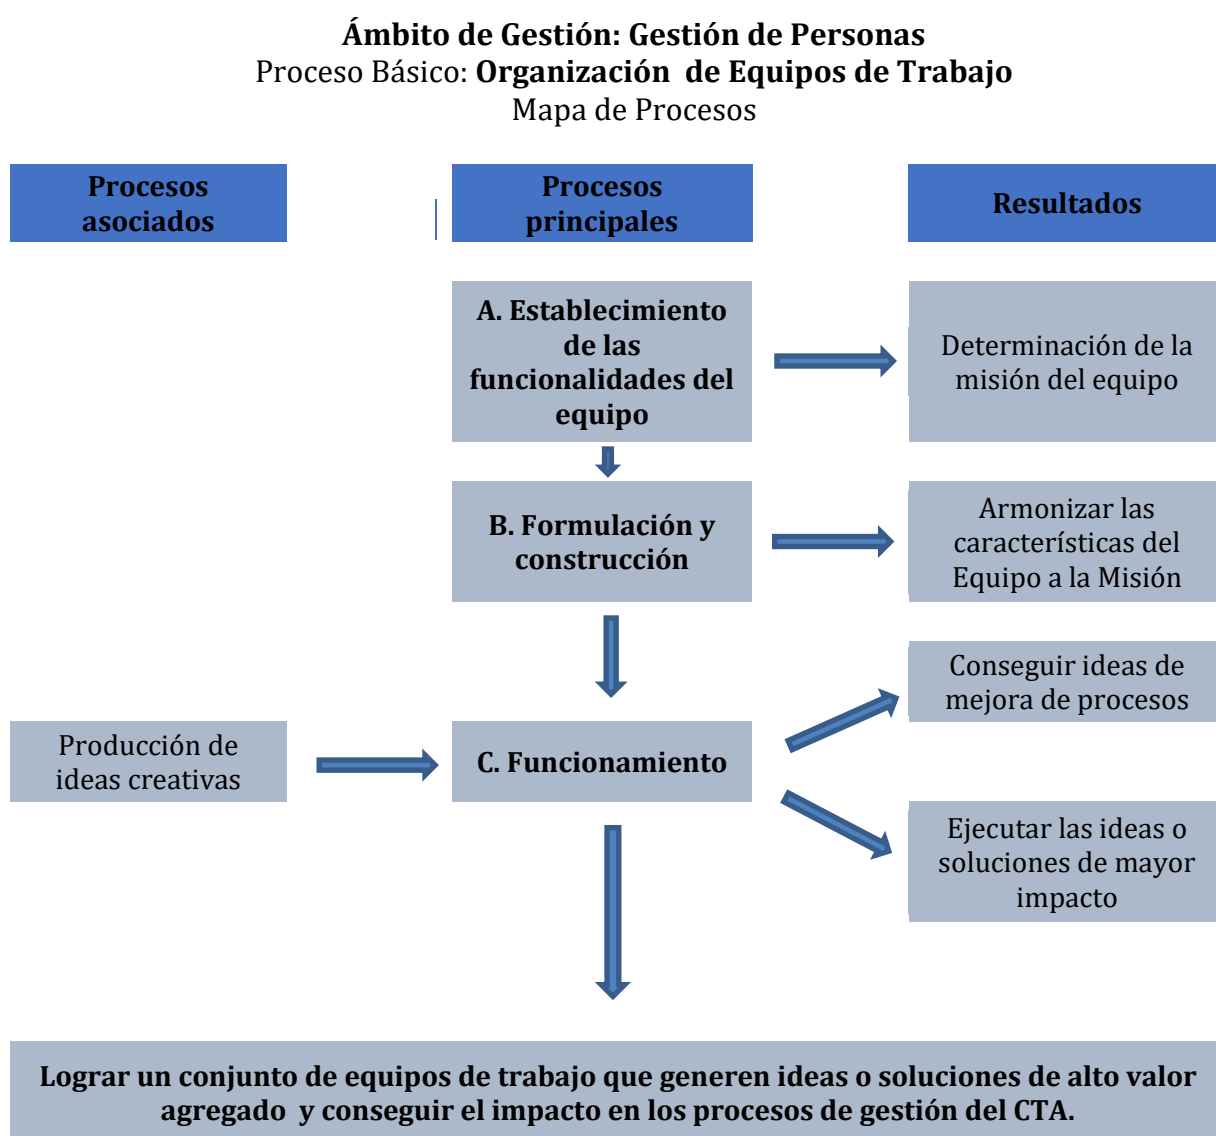 Ámbito de Gestión: Gestión de Personas
Proceso Básico: Organización  de Equipos de Trabajo
Mapa de Procesos
Procesos
asociados
Procesos
principales
Resultados
A. Establecimiento
de las
funcionalidades del
equipo
Determinación de la
misión del equipo
B. Formulación y
construcción
Armonizar las
características del
Equipo a la Misión
Conseguir ideas de
mejora de procesos
Producción de
ideas creativas
C. Funcionamiento
Ejecutar las ideas o
soluciones de mayor
impacto
Lograr un conjunto de equipos de trabajo que generen ideas o soluciones de alto valor
agregado  y conseguir el impacto en los procesos de gestión del CTA.